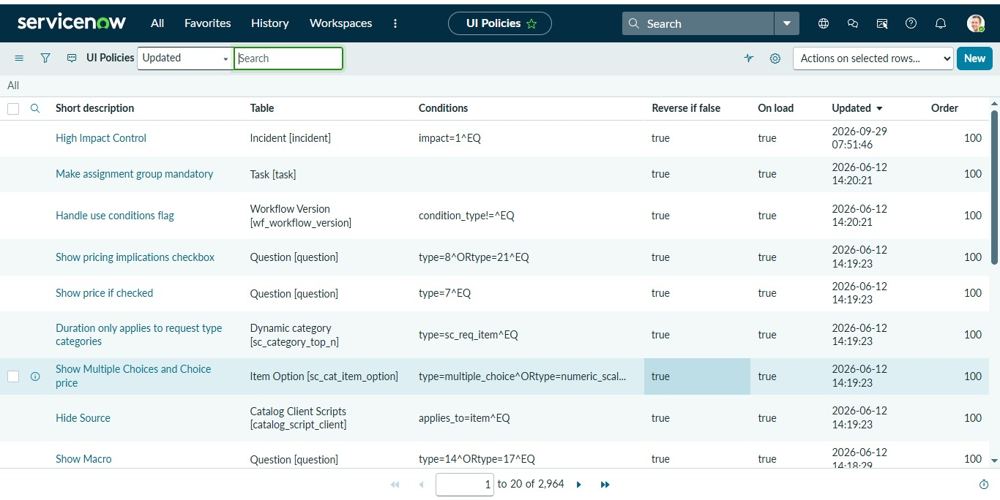 servicenow All Favorites History Workspaces UI Policies Search
UI Policies Updated Search Actions on selected rows... New
All
Short description Table Conditions Reverse if false On load Updated Order
High Impact Control Incident [incident] impact=1^EQ true true 2026-09-29 07:51:46 100
Make assignment group mandatory Task [task] true true 2026-06-12 14:20:21 100
Handle use conditions flag Workflow Version [wf_workflow_version] condition_type!=^EQ true true 2026-06-12 14:20:21 100
Show pricing implications checkbox Question [question] type=8^ORtype=21^EQ true true 2026-06-12 14:19:23 100
Show price if checked Question [question] type=7^EQ true true 2026-06-12 14:19:23 100
Duration only applies to request type categories Dynamic category [sc_category_top_n] type=sc_req_item^EQ true true 2026-06-12 14:19:23 100
Show Multiple Choices and Choice price Item Option [sc_cat_item_option] type=multiple_choice^ORtype=numeric_scal... true true 2026-06-12 14:19:23 100
Hide Source Catalog Client Scripts [catalog_script_client] applies_to=item^EQ true true 2026-06-12 14:19:23 100
Show Macro Question [question] type=14^ORtype=17^EQ true true 2026-06-12 14:18:29 100
1 to 20 of 2,964